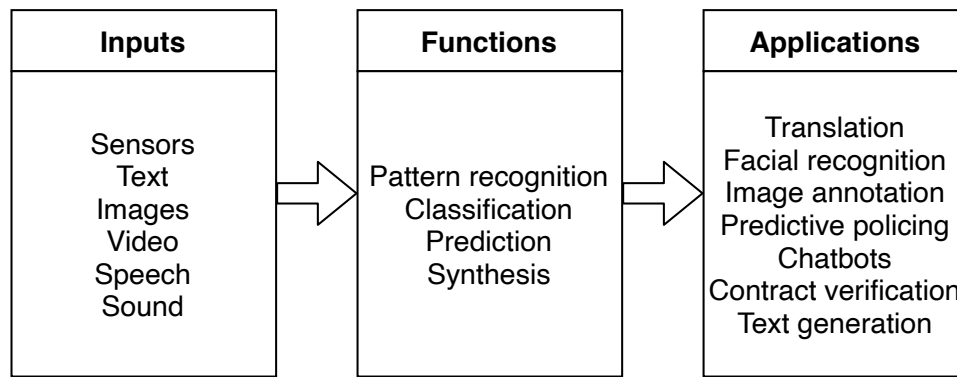 Inputs
Sensors
Text
Images
Video
Speech
Sound
Functions
Pattern recognition
Classification
Prediction
Synthesis
Applications
Translation
Facial recognition
Image annotation
Predictive policing
Chatbots
Contract verification
Text generation